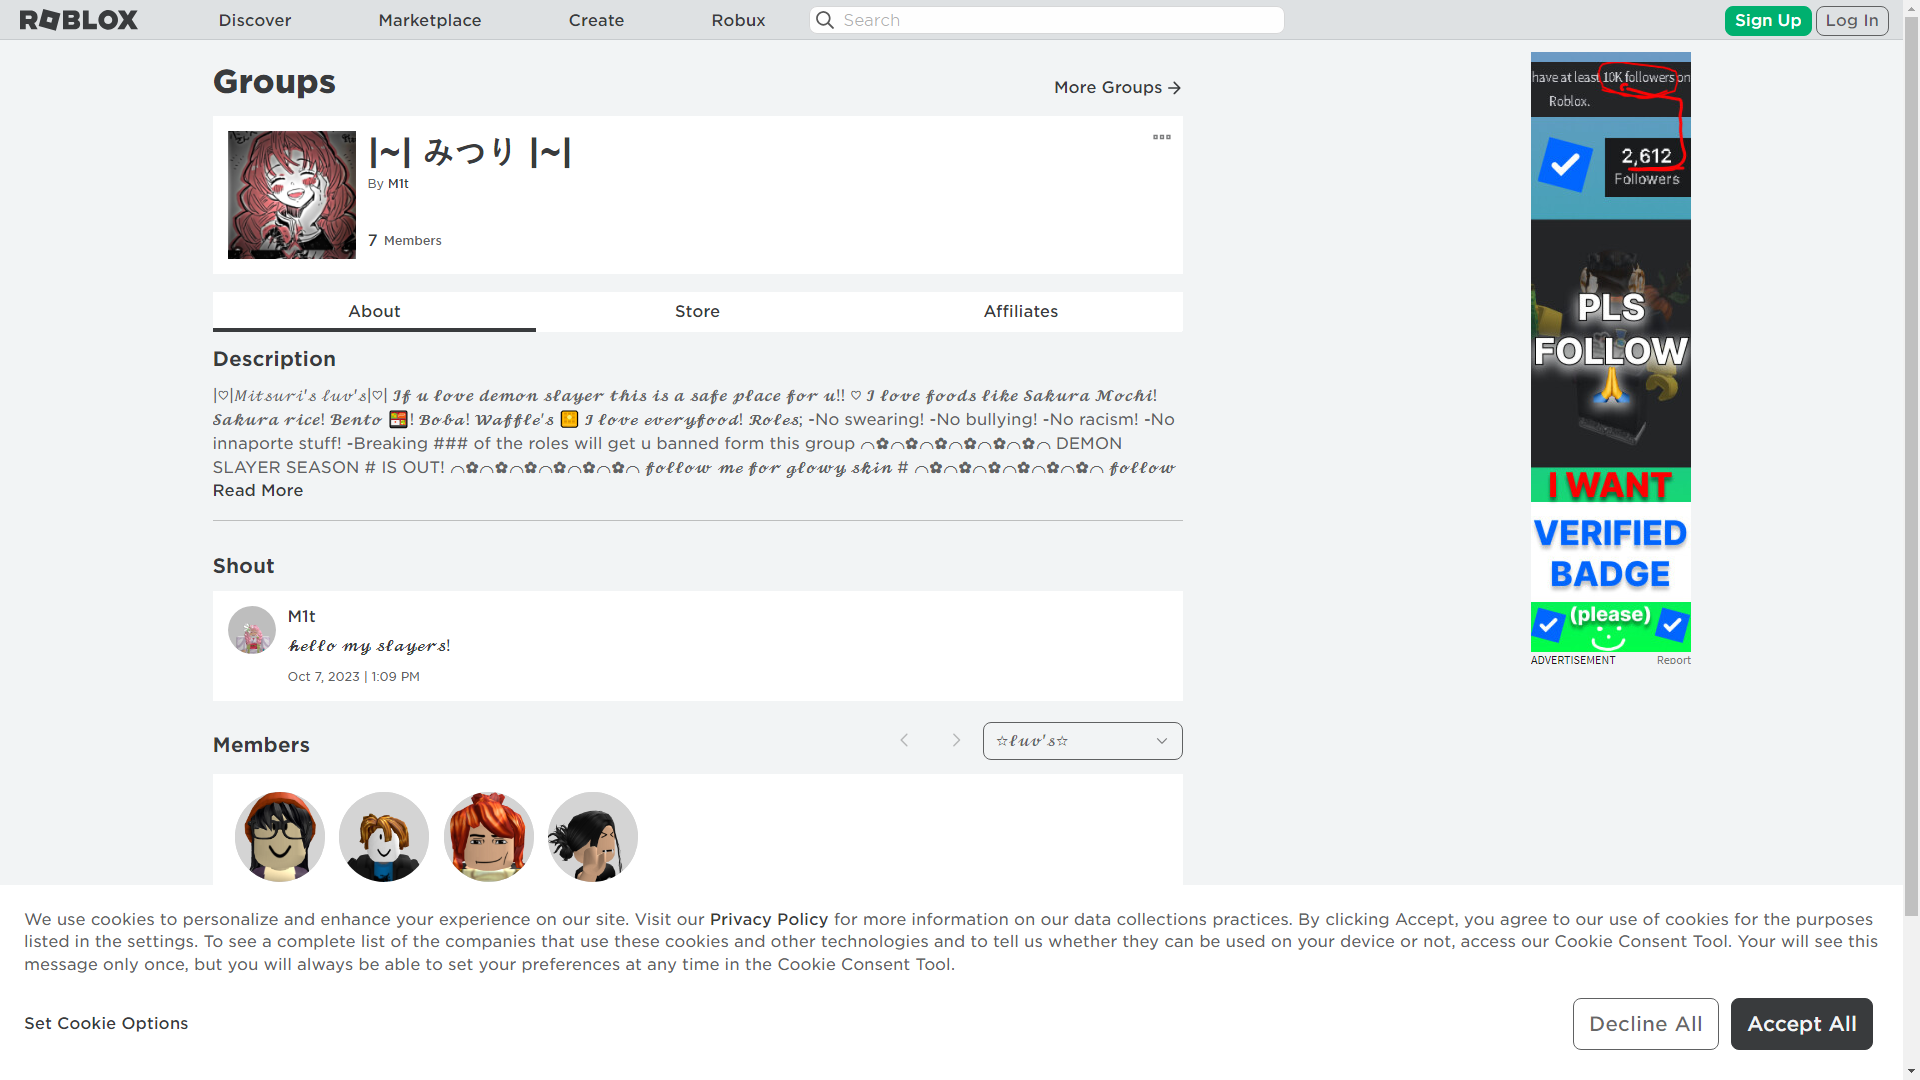 ROBLOX
Discover
Marketplace
Create
Robux
Search
Sign Up
Log In
Groups
More Groups
|~| みつり |~|
By M1t
7 Members
About
Store
Affiliates
Description
|♡|𝓜𝓲𝓽𝓼𝓾𝓻𝓲'𝓼 𝓵𝓾𝓿'𝓼|♡| 𝓘𝓯 𝓾 𝓵𝓸𝓿𝓮 𝓭𝓮𝓶𝓸𝓷 𝓼𝓵𝓪𝔂𝓮𝓻 𝓽𝓱𝓲𝓼 𝓲𝓼 𝓪 𝓼𝓪𝓯𝓮 𝓹𝓵𝓪𝓬𝓮 𝓯𝓸𝓻 𝓾!! ♡ 𝓘 𝓵𝓸𝓿𝓮 𝓯𝓸𝓸𝓭𝓼 𝓵𝓲𝓴𝓮 𝓢𝓪𝓴𝓾𝓻𝓪 𝓜𝓸𝓬𝓱𝓲!
𝓢𝓪𝓴𝓾𝓻𝓪 𝓻𝓲𝓬𝓮! 𝓑𝓮𝓷𝓽𝓸 🍱! 𝓑𝓸𝓫𝓪! 𝓦𝓪𝓯𝓯𝓵𝓮'𝓼 🧇 𝓘 𝓵𝓸𝓿𝓮 𝓮𝓿𝓮𝓻𝔂𝓯𝓸𝓸𝓭! 𝓡𝓸𝓵𝓮𝓼; -No swearing! -No bullying! -No racism! -No
innaporte stuff! -Breaking ### of the roles will get u banned form this group ⌒✿⌒✿⌒✿⌒✿⌒✿⌒✿⌒ DEMON
SLAYER SEASON # IS OUT! ⌒✿⌒✿⌒✿⌒✿⌒✿⌒✿⌒ 𝓯𝓸𝓵𝓵𝓸𝔀 𝓶𝓮 𝓯𝓸𝓻 𝓰𝓵𝓸𝔀𝔂 𝓼𝓴𝓲𝓷 # ⌒✿⌒✿⌒✿⌒✿⌒✿⌒✿⌒ 𝓯𝓸𝓵𝓵𝓸𝔀
Read More
Shout
M1t
𝓱𝓮𝓵𝓵𝓸 𝓶𝔂 𝓼𝓵𝓪𝔂𝓮𝓻𝓼!
Oct 7, 2023 | 1:09 PM
Members
☆𝓵𝓾𝓿'𝓼☆
have at least 10K followers on
Roblox.
2,612
Followers
PLS
FOLLOW
🙏
I WANT
VERIFIED
BADGE
(please)
ADVERTISEMENT
Report
We use cookies to personalize and enhance your experience on our site. Visit our Privacy Policy for more information on our data collections practices. By clicking Accept, you agree to our use of cookies for the purposes
listed in the settings. To see a complete list of the companies that use these cookies and other technologies and to tell us whether they can be used on your device or not, access our Cookie Consent Tool. Your will see this
message only once, but you will always be able to set your preferences at any time in the Cookie Consent Tool.
Set Cookie Options
Decline All
Accept All